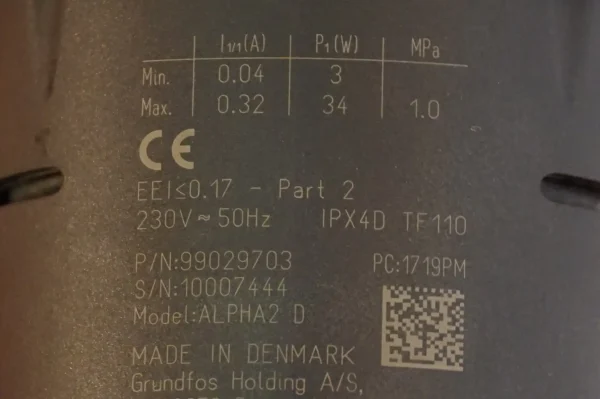 I1/1(A) P1(W) MPa
Min. 0.04 3
Max. 0.32 34 1.0
CE
EEI≤0.17 - Part 2
230V ~ 50Hz IPX4D TF110
P/N:99029703 PC:1719PM
S/N:10007444
Model:ALPHA2 D
MADE IN DENMARK
Grundfos Holding A/S,